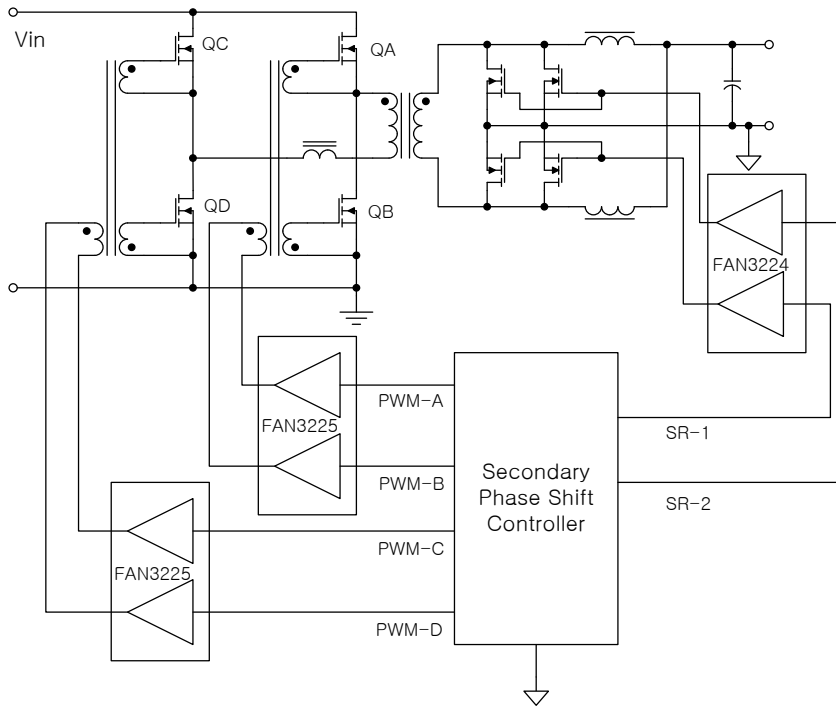 Vin
QC
QA
QD
QB
FAN3224
PWM-A
FAN3225
PWM-B
SR-1
Secondary
Phase Shift
Controller
SR-2
PWM-C
FAN3225
PWM-D